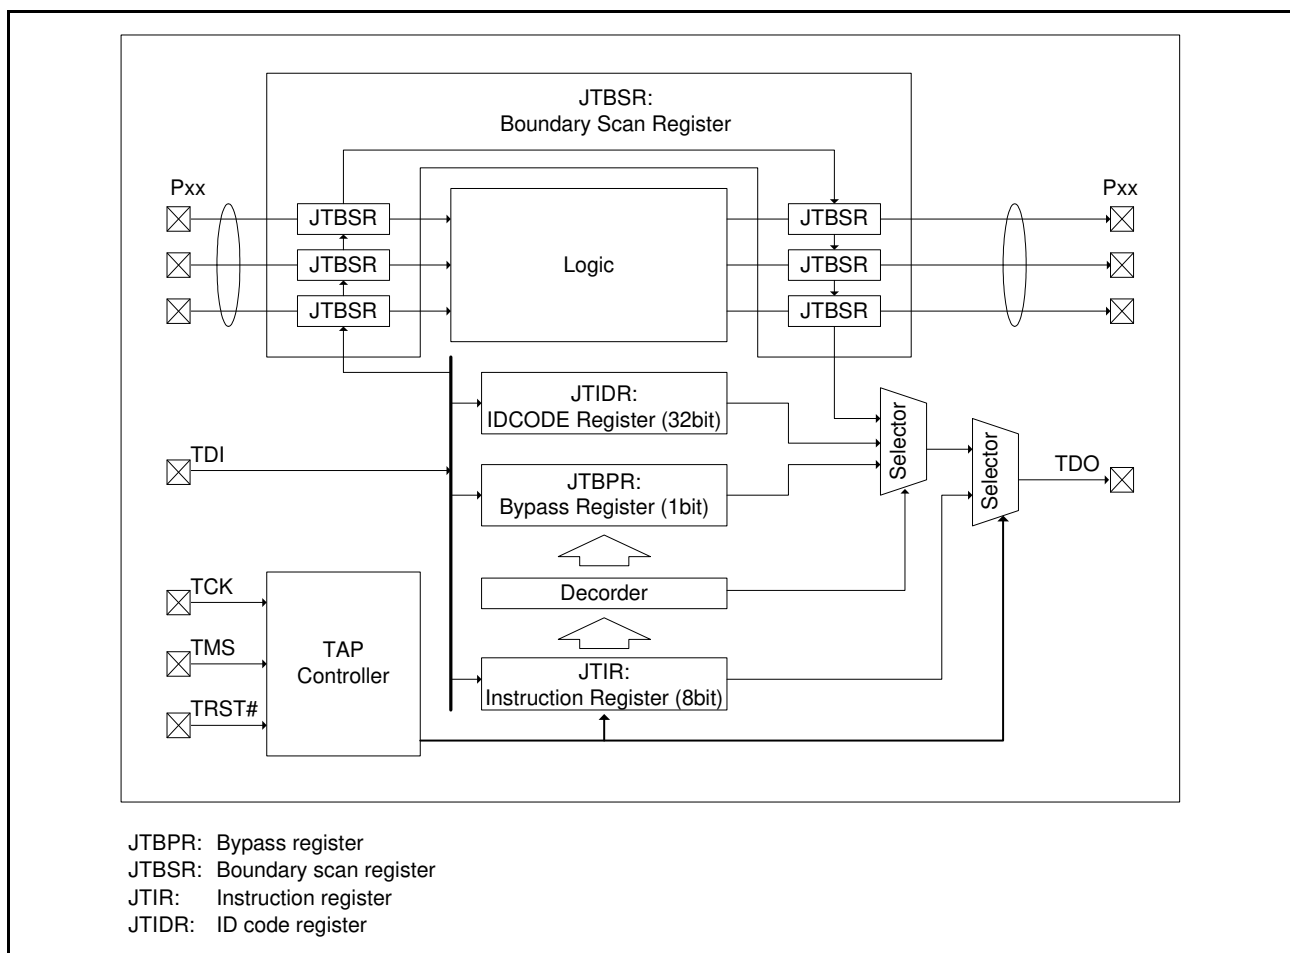 JTBSR:
Boundary Scan Register
Pxx
Pxx
JTBSR
JTBSR
JTBSR
JTBSR
Logic
JTBSR
JTBSR
JTIDR:
IDCODE Register (32bit)
Selector
Selector
TDI
TDO
JTBPR:
Bypass Register (1bit)
TCK
Decorder
TMS
TAP
Controller
JTIR:
Instruction Register (8bit)
TRST#
JTBPR: Bypass register
JTBSR: Boundary scan register
JTIR: Instruction register
JTIDR: ID code register